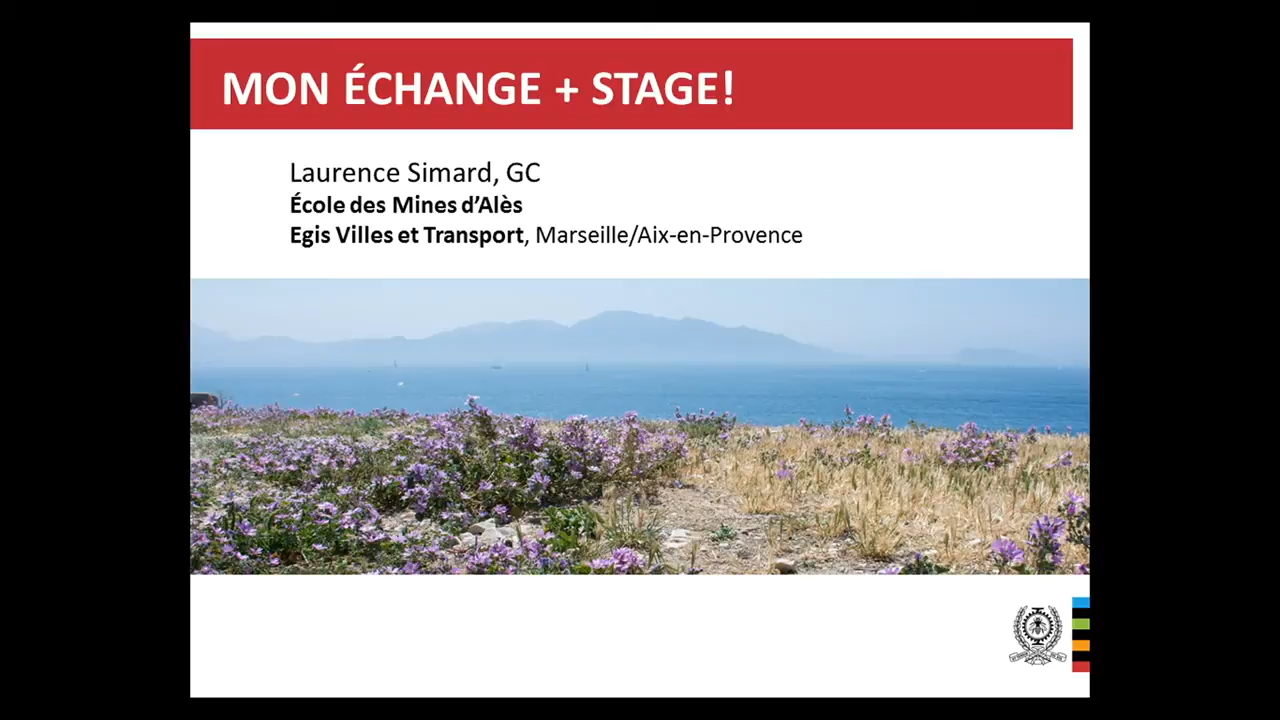 MON ÉCHANGE + STAGE!
Laurence Simard, GC
École des Mines d’Alès
Egis Villes et Transport, Marseille/Aix-en-Provence